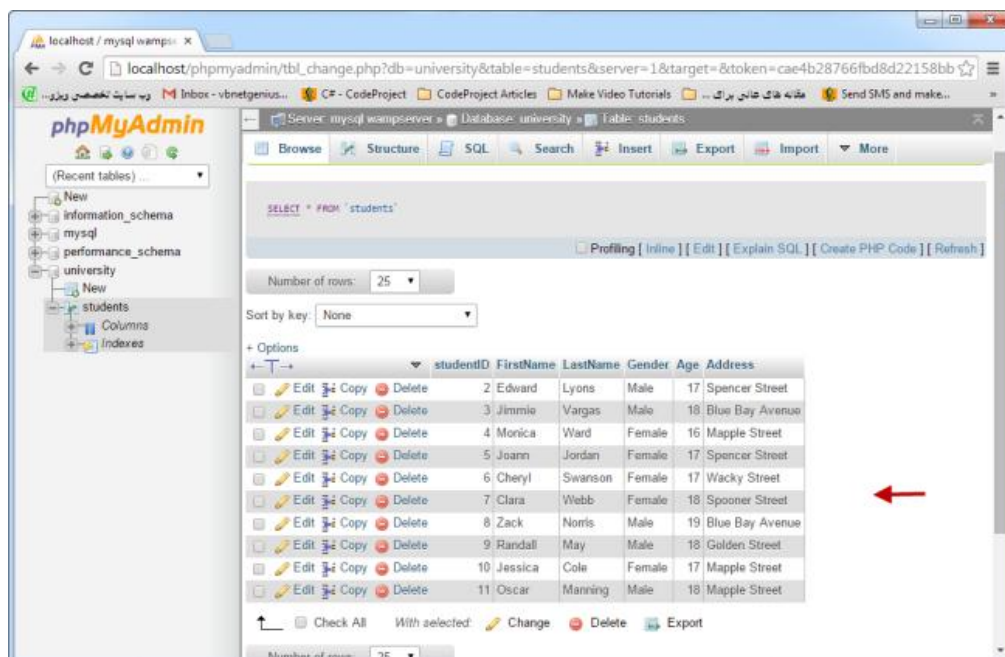 localhost / mysql wamps
localhost/phpmyadmin/tbl_change.php?db=university&table=students&server=1&target=&token=cae4b28766fbd8d22158bb
وب سایت تخصصی ویژو... Inbox - vbnetgenius... C# - CodeProject CodeProject Articles Make Video Tutorials مقاله های عالی برای ... Send SMS and make... »
phpMyAdmin
(Recent tables) ...
New
information_schema
mysql
performance_schema
university
New
students
Columns
Indexes
Server: mysql wampserver » Database: university » Table: students
Browse Structure SQL Search Insert Export Import More
SELECT * FROM `students`
Profiling [ Inline ] [ Edit ] [ Explain SQL ] [ Create PHP Code ] [ Refresh ]
Number of rows: 25
Sort by key: None
+ Options
←T→ studentID FirstName LastName Gender Age Address
Edit Copy Delete 2 Edward Lyons Male 17 Spencer Street
Edit Copy Delete 3 Jimmie Vargas Male 18 Blue Bay Avenue
Edit Copy Delete 4 Monica Ward Female 16 Mapple Street
Edit Copy Delete 5 Joann Jordan Female 17 Spencer Street
Edit Copy Delete 6 Cheryl Swanson Female 17 Wacky Street
Edit Copy Delete 7 Clara Webb Female 18 Spooner Street
Edit Copy Delete 8 Zack Norris Male 19 Blue Bay Avenue
Edit Copy Delete 9 Randall May Male 18 Golden Street
Edit Copy Delete 10 Jessica Cole Female 17 Mapple Street
Edit Copy Delete 11 Oscar Manning Male 18 Mapple Street
Check All With selected: Change Delete Export
Number of rows: 25